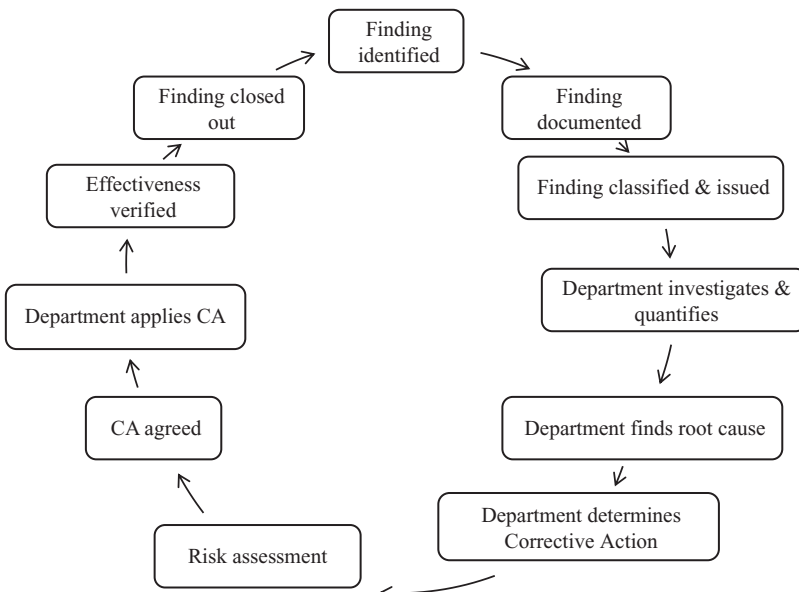 Finding
identified
Finding
documented
Finding classified & issued
Department investigates &
quantifies
Department finds root cause
Department determines
Corrective Action
Risk assessment
CA agreed
Department applies CA
Effectiveness
verified
Finding closed
out